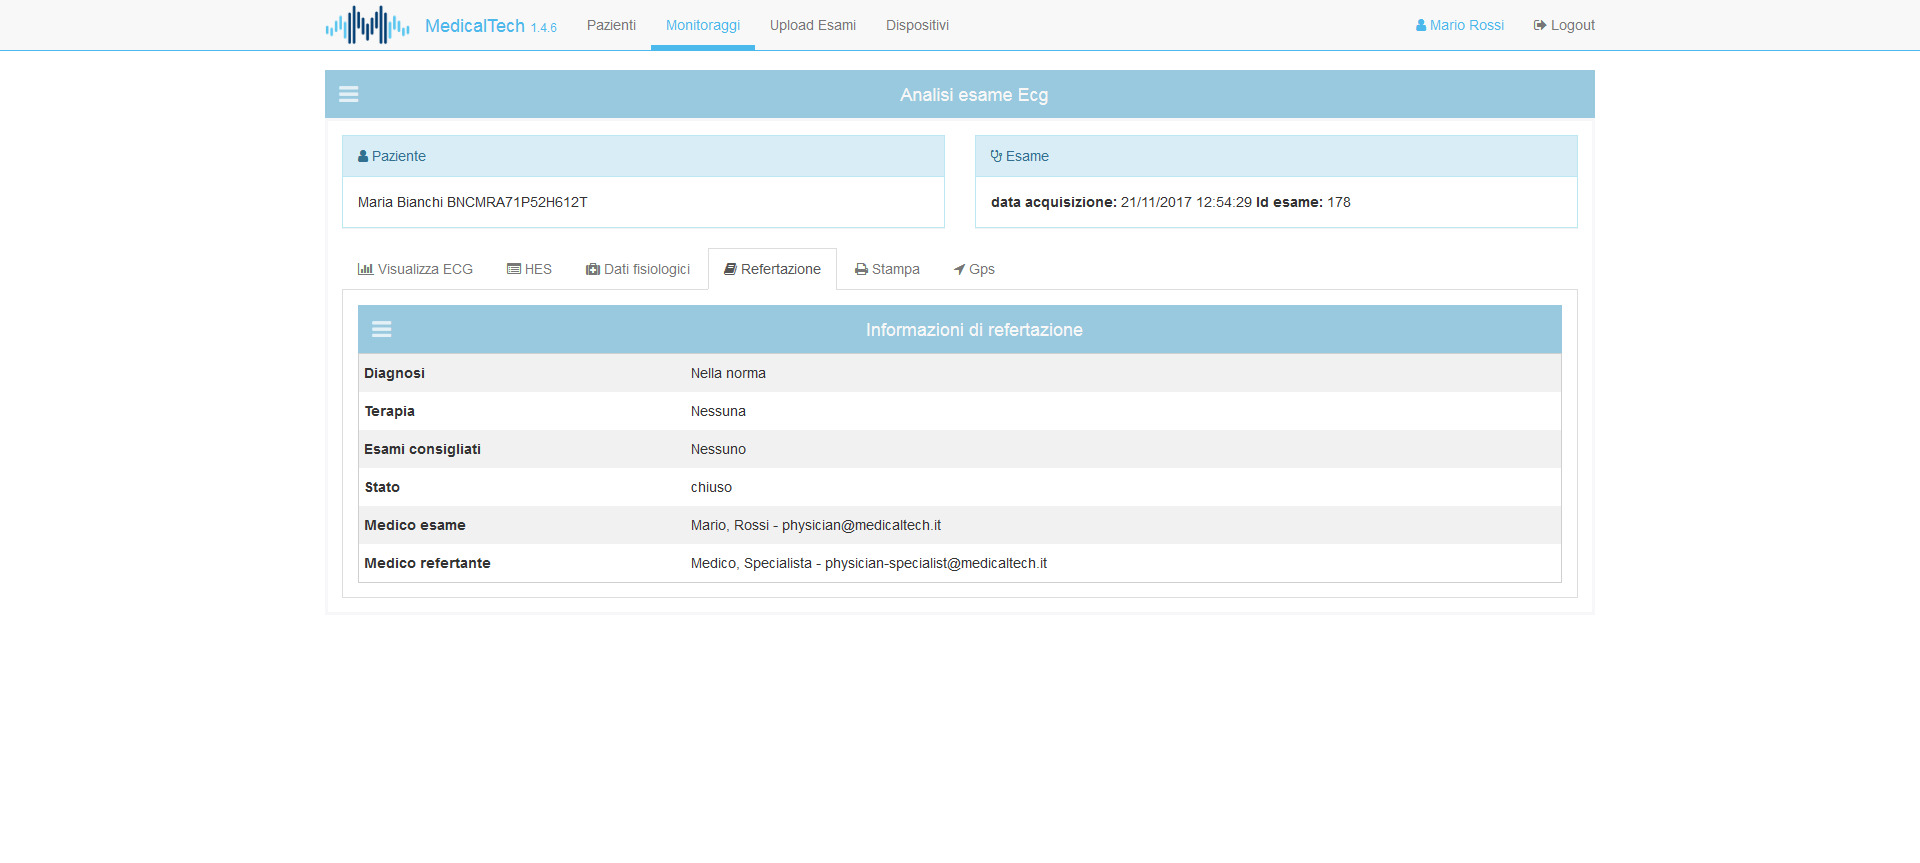 MedicalTech 1.4.6 Pazienti Monitoraggi Upload Esami Dispositivi Mario Rossi Logout
Analisi esame Ecg
Paziente
Maria Bianchi BNCMRA71P52H612T
Esame
data acquisizione: 21/11/2017 12:54:29 Id esame: 178
Visualizza ECG HES Dati fisiologici Refertazione Stampa Gps
Informazioni di refertazione
Diagnosi Nella norma
Terapia Nessuna
Esami consigliati Nessuno
Stato chiuso
Medico esame Mario, Rossi - physician@medicaltech.it
Medico refertante Medico, Specialista - physician-specialist@medicaltech.it